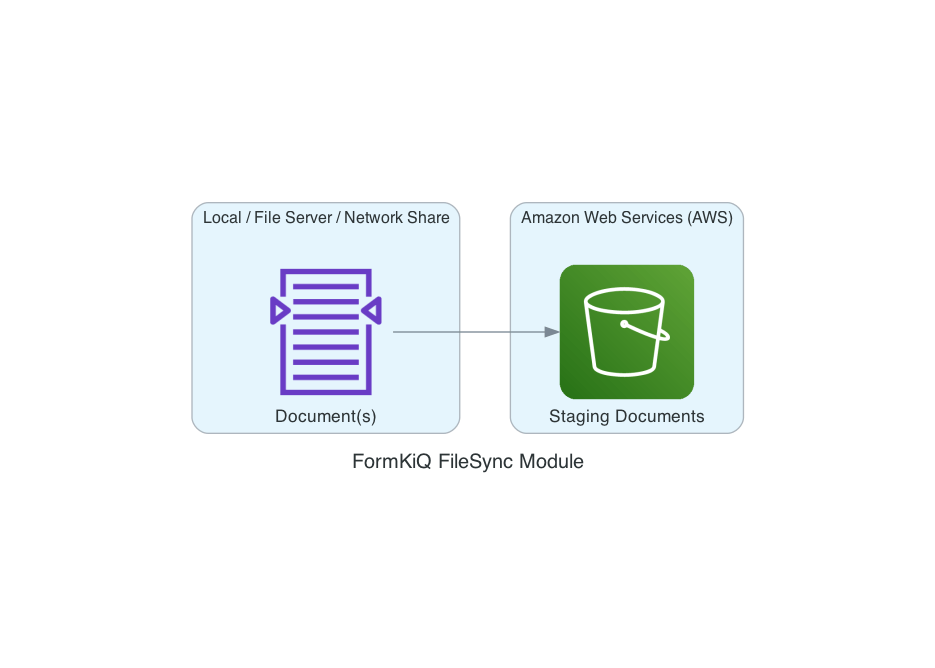 Local / File Server / Network Share
Amazon Web Services (AWS)
Document(s)
Staging Documents
FormKiQ FileSync Module